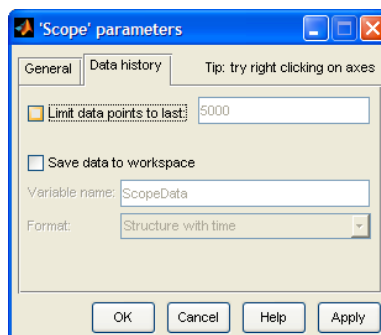 'Scope' parameters
General
Data history
Tip: try right clicking on axes
Limit data points to last: 5000
Save data to workspace
Variable name: ScopeData
Format: Structure with time
OK Cancel Help Apply